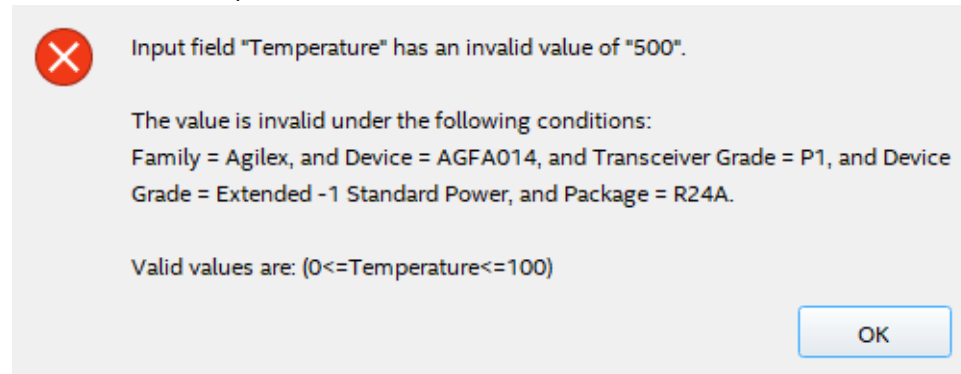 Input field "Temperature" has an invalid value of "500".
The value is invalid under the following conditions:
Family = Agilex, and Device = AGFA014, and Transceiver Grade = P1, and Device
Grade = Extended -1 Standard Power, and Package = R24A.
Valid values are: (0<=Temperature<=100)
OK